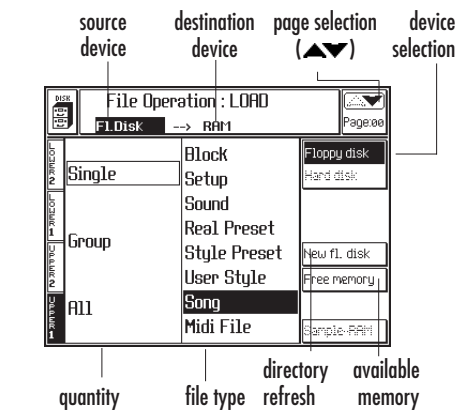 source device
destination device
page selection (▲▼)
device selection
DISK
File Operation : LOAD
Fl.Disk --> RAM
Page:00
LOWER 2
LOWER 1
UPPER 2
UPPER 1
Single
Group
All
Block
Setup
Sound
Real Preset
Style Preset
User Style
Song
Midi File
Floppy disk
Hard disk
New fl. disk
Free memory
Sample-RAM
quantity
file type
directory refresh
available memory